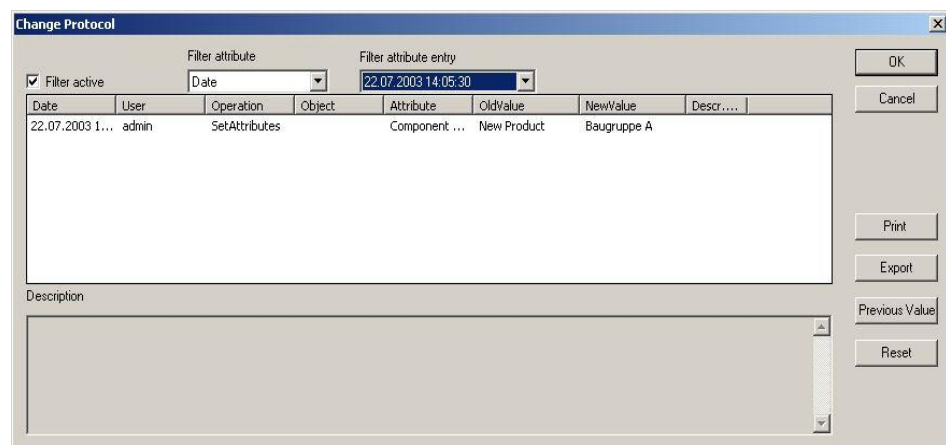 Change Protocol
Filter attribute Filter attribute entry
Filter active Date 22.07.2003 14:05:30
Date User Operation Object Attribute OldValue NewValue Descr....
22.07.2003 1... admin SetAttributes Component ... New Product Baugruppe A
Description
OK
Cancel
Print
Export
Previous Value
Reset